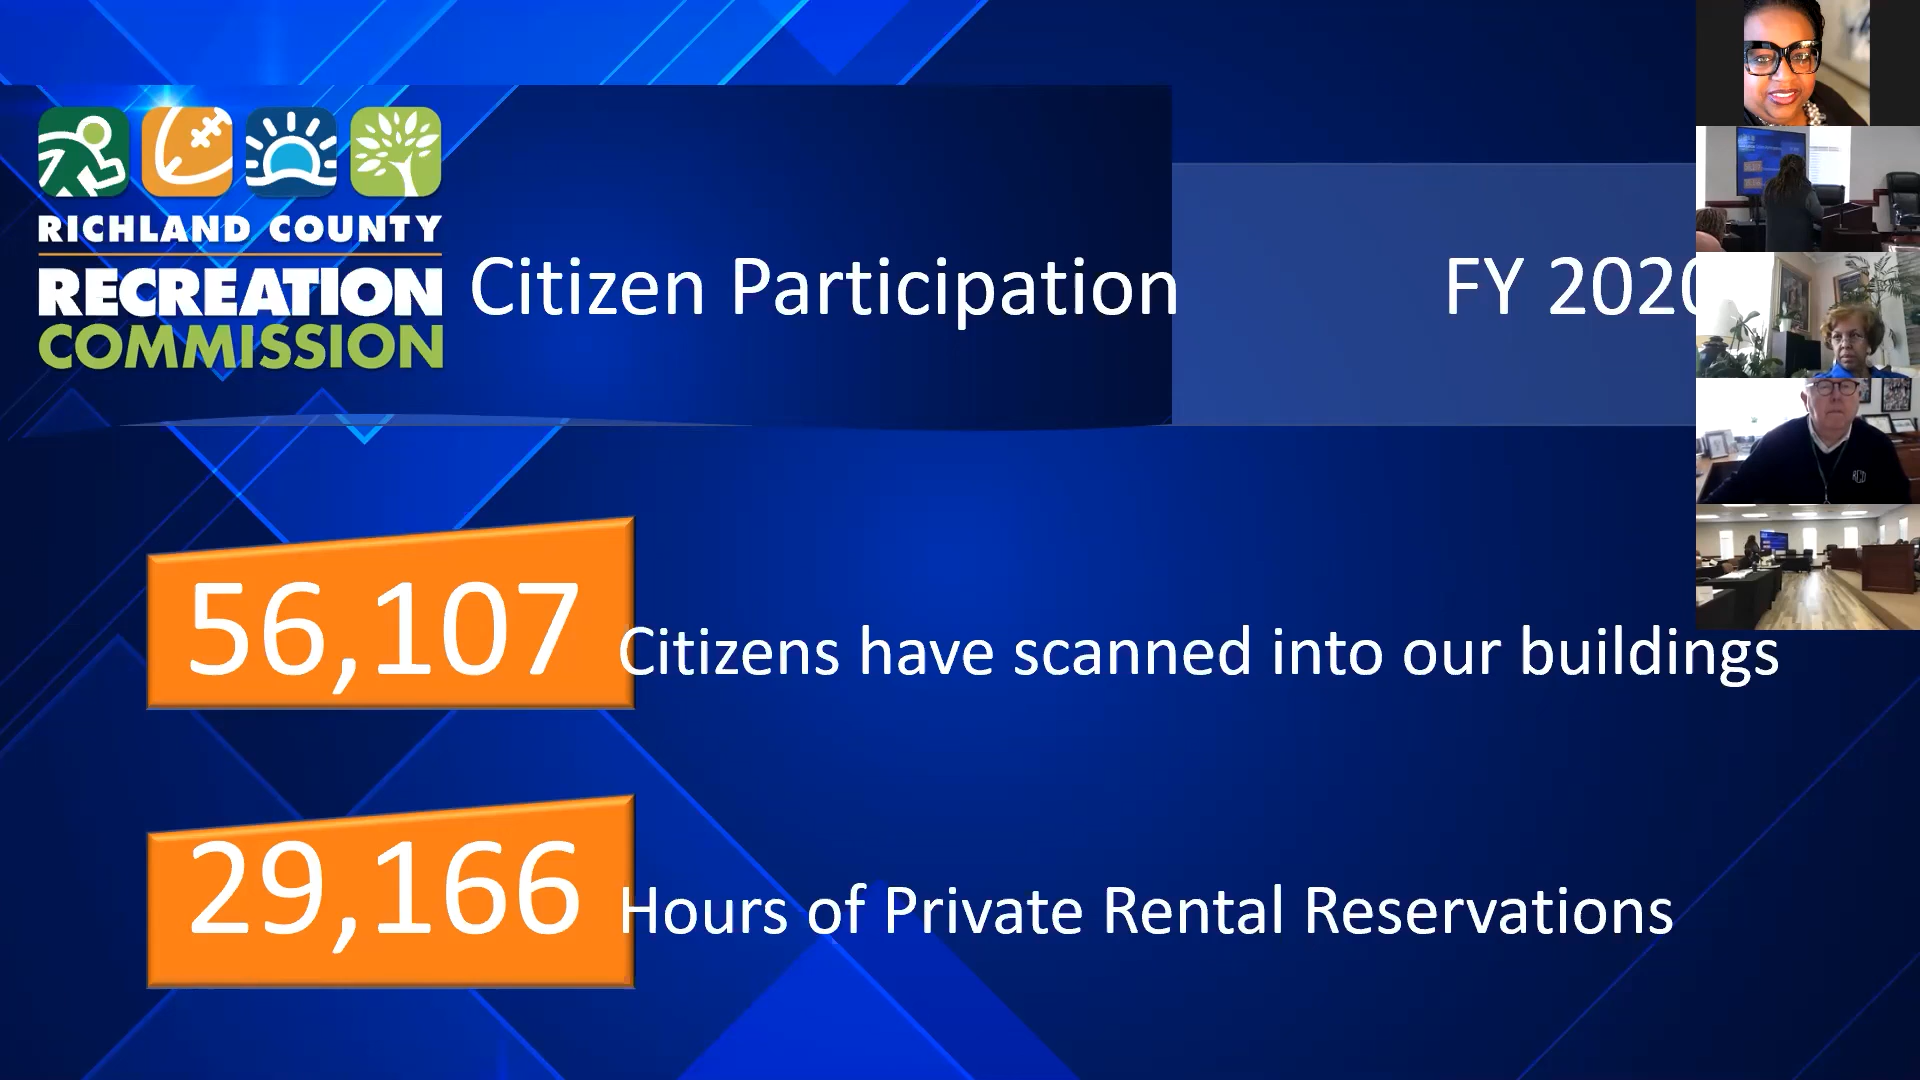 RICHLAND COUNTY
RECREATION
COMMISSION
Citizen Participation FY 2020
56,107 Citizens have scanned into our buildings
29,166 Hours of Private Rental Reservations